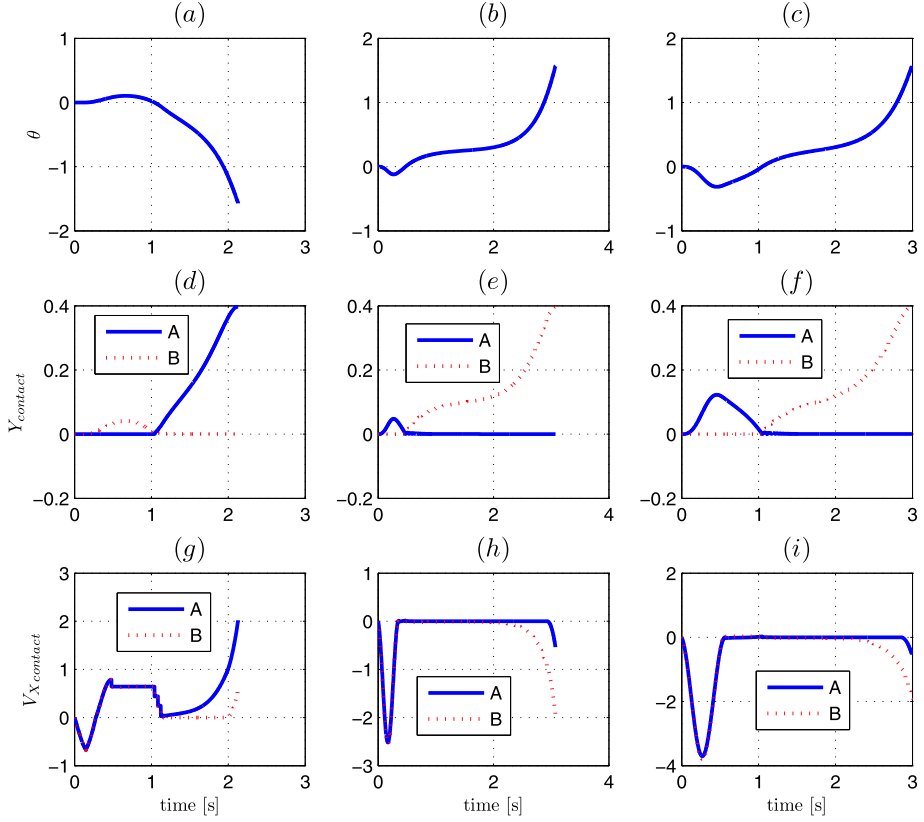 (a) (b) (c)
1 2 2
0 1 1
θ
−1 0 0
−2 −1 −1
0 1 2 3 0 2 4 0 1 2 3
(d) (e) (f)
0.4 0.4 0.4
A
B
A
B
A
B
0.2 0.2 0.2
Y contact
0 0 0
−0.2 −0.2 −0.2
0 1 2 3 0 2 4 0 1 2 3
(g) (h) (i)
3 1 2
A
B
2 0 0
V X contact
1 −1 −2
A
B
A
B
0 −2 −4
−1 −3
0 1 2 3 0 2 4 0 1 2 3
time [s] time [s] time [s]